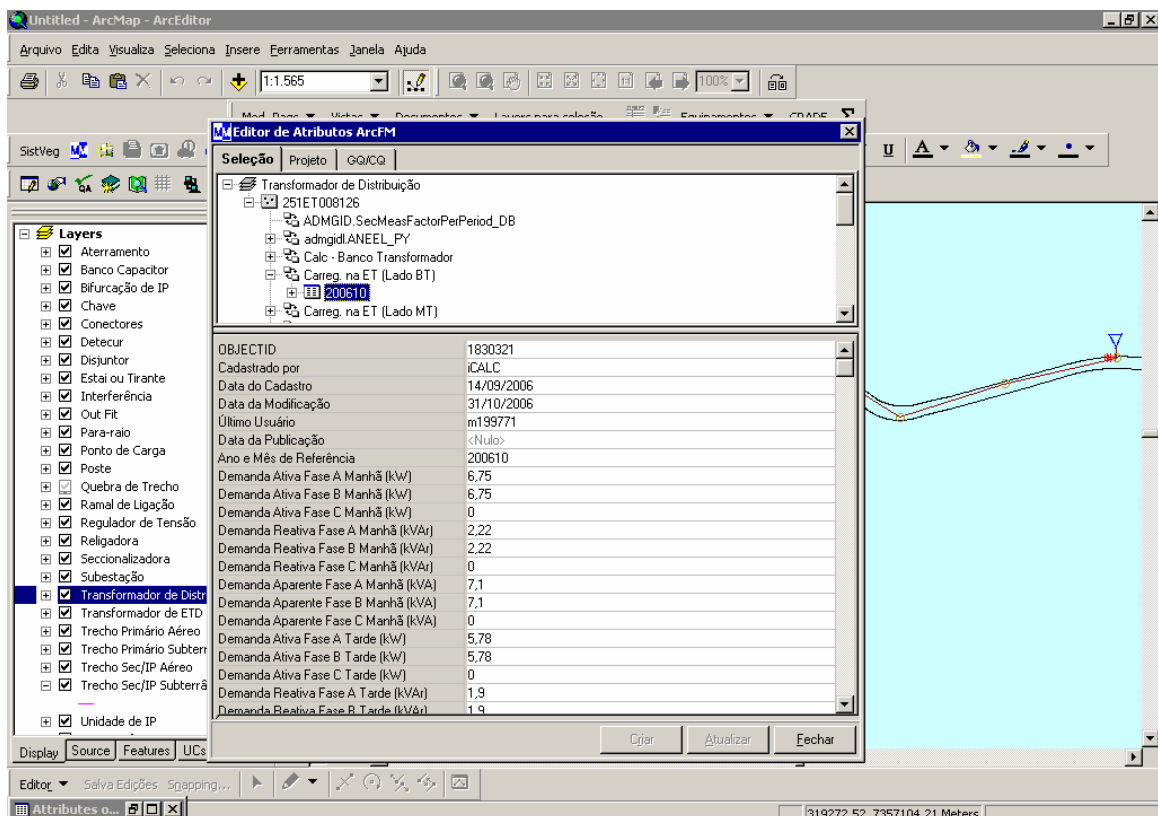 Untitled - ArcMap - ArcEditor
Arquivo Edita Visualiza Seleciona Insere Ferramentas Janela Ajuda
1:1.565
100%
Editor de Atributos ArcFM
SistVeg
Seleção Projeto GQ/CQ
Transformador de Distribuição
251ET008126
ADMGID.SecMeasFactorPerPeriod_DB
admgidl.ANEEL_PY
Calc - Banco Transformador
Carreg. na ET (Lado BT)
200610
Carreg. na ET (Lado MT)
Layers
Aterramento
Banco Capacitor
Bifurcação de IP
Chave
Conectores
Detecur
Disjuntor
Estai ou Tirante
Interferência
Out Fit
Para-raio
Ponto de Carga
Poste
Quebra de Trecho
Ramal de Ligação
Regulador de Tensão
Religadora
Seccionalizadora
Subestação
Transformador de Distr
Transformador de ETD
Trecho Primário Aéreo
Trecho Primário Subterr
Trecho Sec/IP Aéreo
Trecho Sec/IP Subterrâ
Unidade de IP
OBJECTID 1830321
Cadastrado por iCALC
Data do Cadastro 14/09/2006
Data da Modificação 31/10/2006
Último Usuário m199771
Data da Publicação <Nulo>
Ano e Mês de Referência 200610
Demanda Ativa Fase A Manhã (kW) 6,75
Demanda Ativa Fase B Manhã (kW) 6,75
Demanda Ativa Fase C Manhã (kW) 0
Demanda Reativa Fase A Manhã (kVAr) 2,22
Demanda Reativa Fase B Manhã (kVAr) 2,22
Demanda Reativa Fase C Manhã (kVAr) 0
Demanda Aparente Fase A Manhã (kVA) 7,1
Demanda Aparente Fase B Manhã (kVA) 7,1
Demanda Aparente Fase C Manhã (kVA) 0
Demanda Ativa Fase A Tarde (kW) 5,78
Demanda Ativa Fase B Tarde (kW) 5,78
Demanda Ativa Fase C Tarde (kW) 0
Demanda Reativa Fase A Tarde (kVAr) 1,9
Demanda Reativa Fase B Tarde (kVAr) 1,9
Criar Atualizar Fechar
Display Source Features UCs
Editor Salva Edições Snapping...
Attributes o...
319272,52 7357104,21 Meters